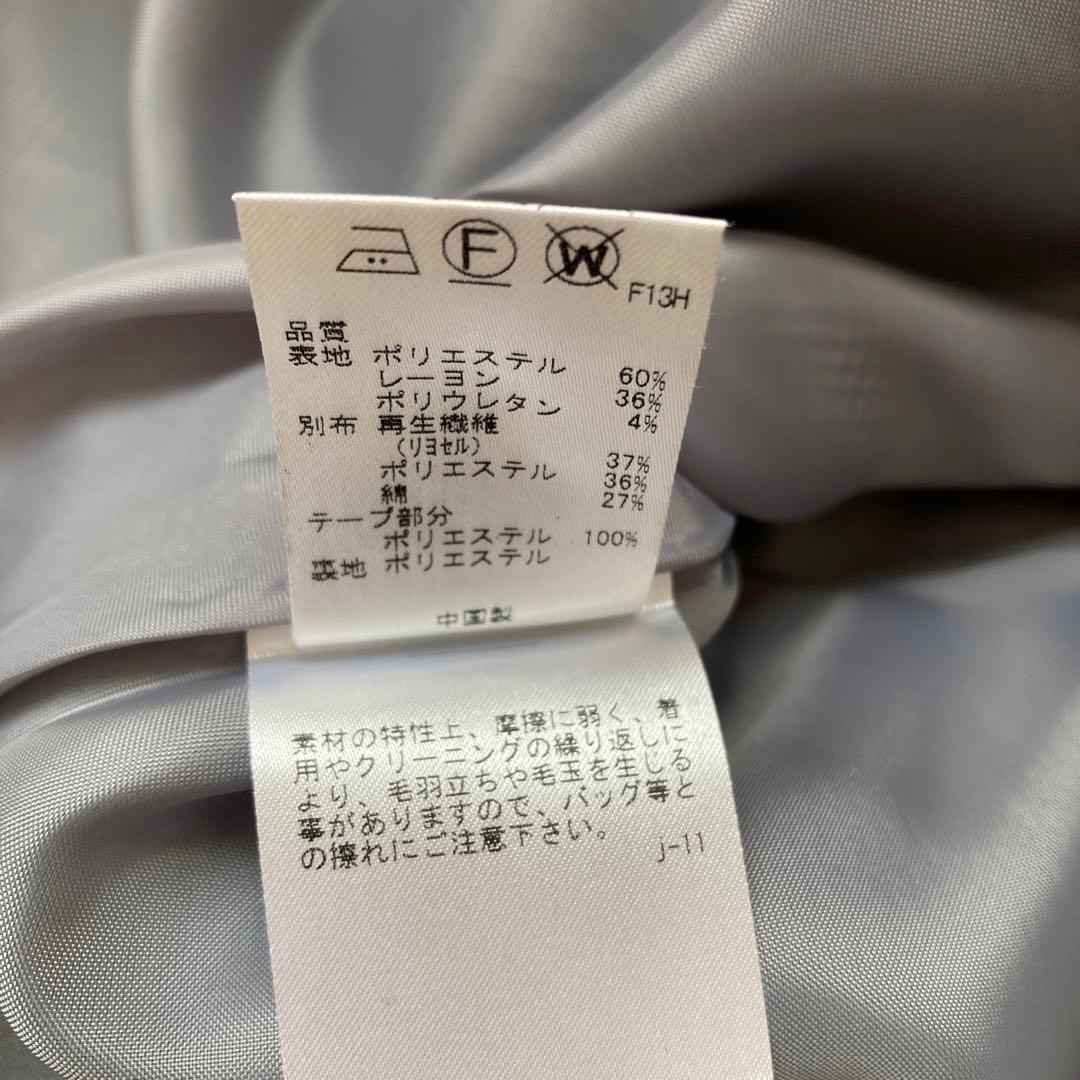 F W
F13H
品質
表地 ポリエステル 60%
レーヨン 36%
ポリウレタン 4%
別布 再生繊維
(リヨセル) 37%
ポリエステル 36%
綿 27%
テープ部分
ポリエステル 100%
裏地 ポリエステル
中国製
素材の特性上、摩擦に弱く、着
用やクリーニングの繰り返しに
より、毛羽立ちや毛玉を生じる
事がありますので、バッグ等と
の擦れにご注意下さい。
j-11